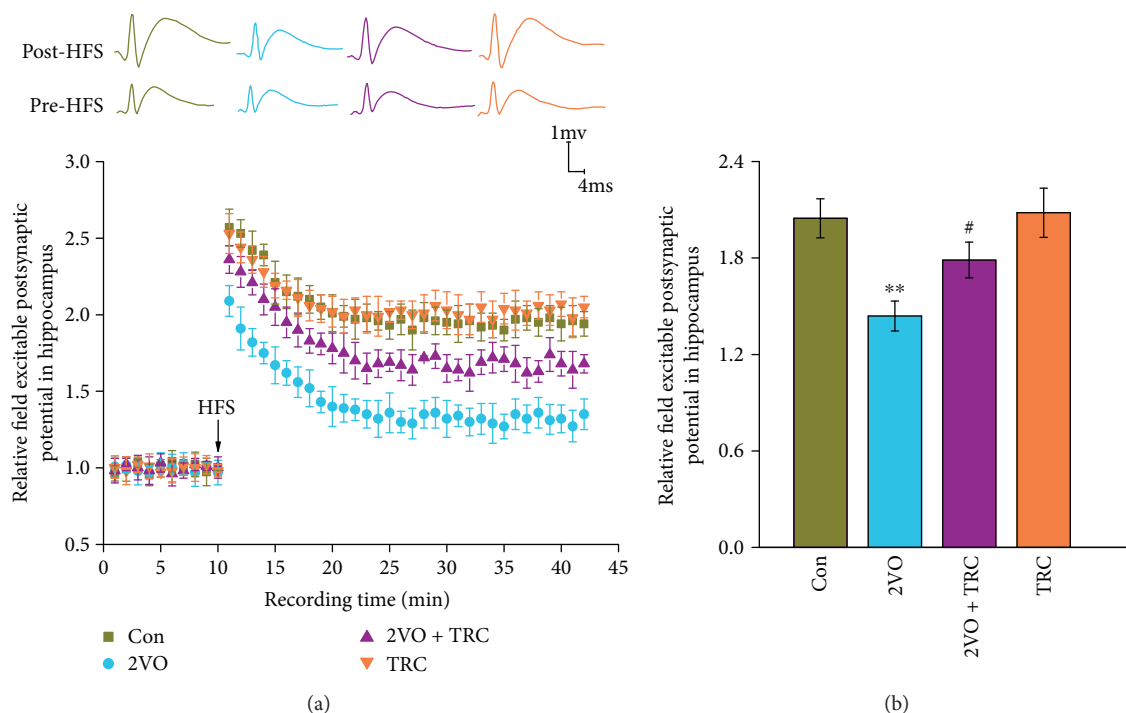 Post-HFS
Pre-HFS
1mv
4ms
Relative field excitable postsynaptic
potential in hippocampus
3.0
2.5
2.0
1.5
1.0
0.5
HFS
0 5 10 15 20 25 30 35 40 45
Recording time (min)
Con
2VO
2VO + TRC
TRC
(a)
Relative field excitable postsynaptic
potential in hippocampus
2.4
1.8
1.2
0.6
0.0
**
#
Con
2VO
2VO + TRC
TRC
(b)